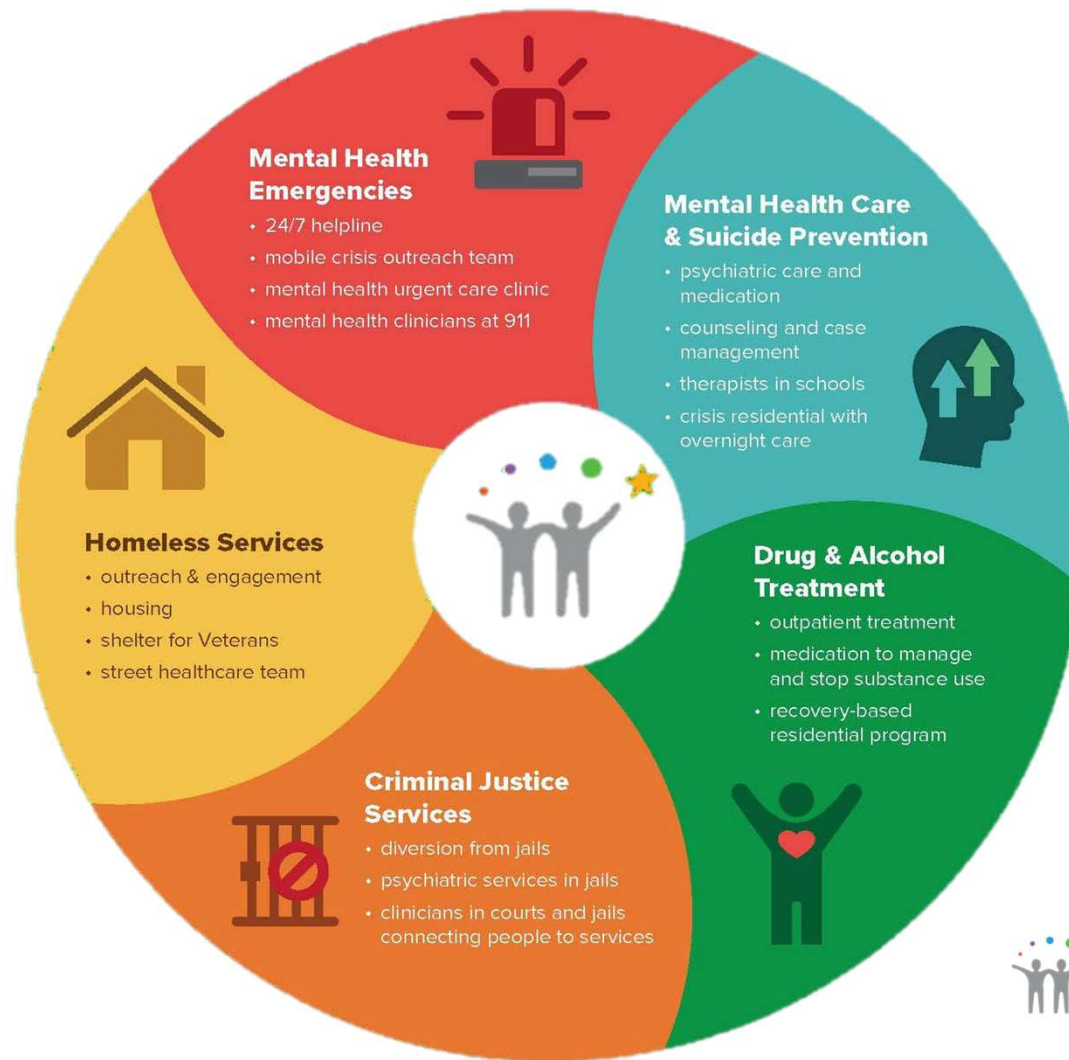 Mental Health
Emergencies
• 24/7 helpline
• mobile crisis outreach team
• mental health urgent care clinic
• mental health clinicians at 911
Mental Health Care
& Suicide Prevention
• psychiatric care and
medication
• counseling and case
management
• therapists in schools
• crisis residential with
overnight care
Drug & Alcohol
Treatment
• outpatient treatment
• medication to manage
and stop substance use
• recovery-based
residential program
Criminal Justice
Services
• diversion from jails
• psychiatric services in jails
• clinicians in courts and jails
connecting people to services
Homeless Services
• outreach & engagement
• housing
• shelter for Veterans
• street healthcare team